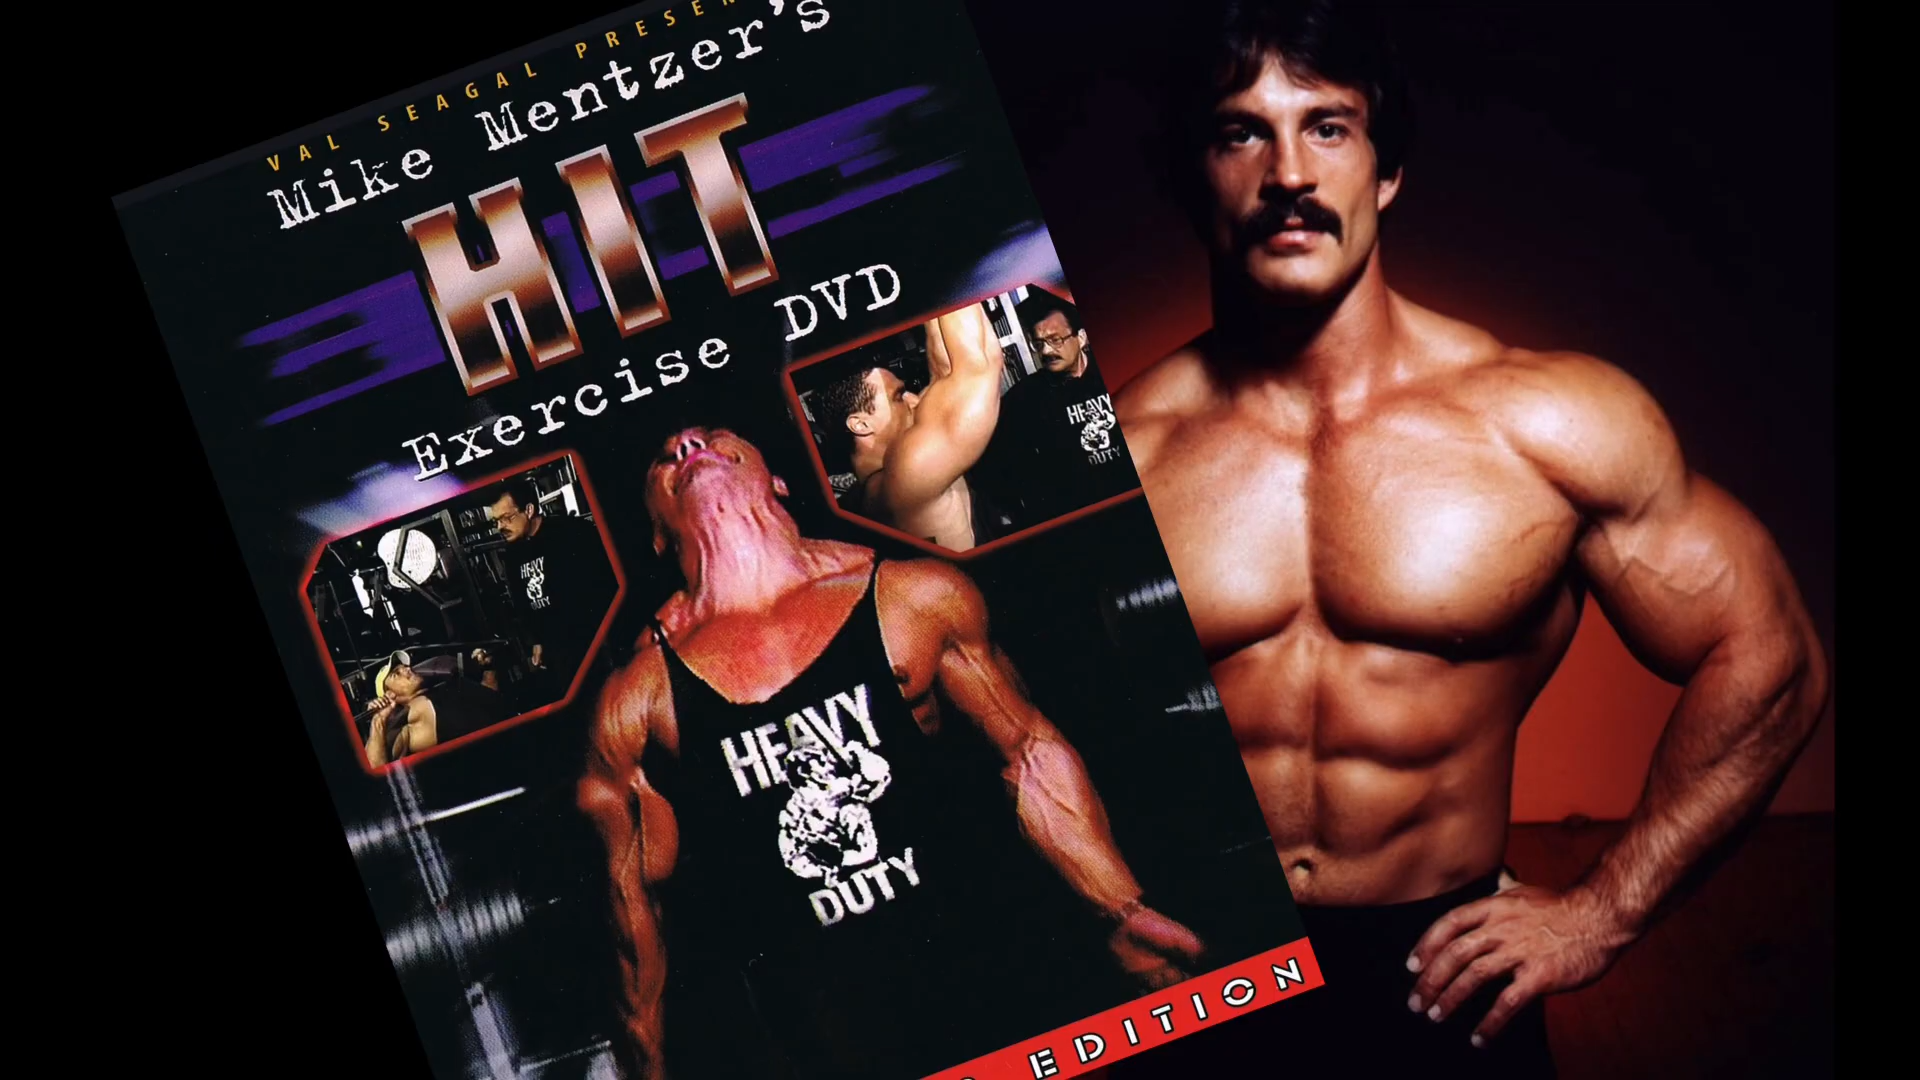 VAL SEAGAL PRESEN
Mike Mentzer's
HIT
Exercise DVD
HEAVY
DUTY
HEAVY
DUTY
HEAVY
DUTY
EDITION